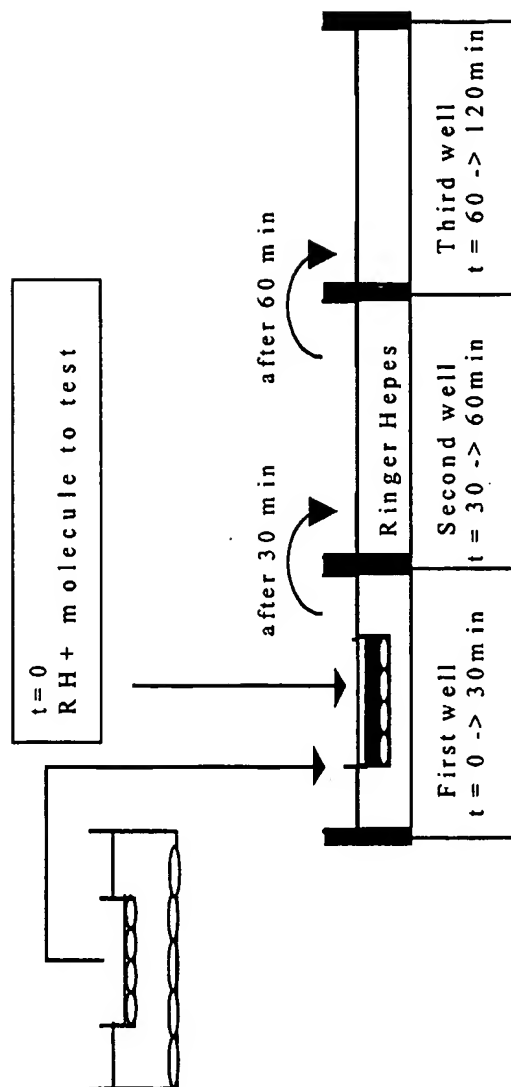 t=0
RH+ molecule to test
after 30 min
after 60 min
Ringer Hepes
First well
t = 0 -> 30min
Second well
t = 30 -> 60min
Third well
t = 60 -> 120min